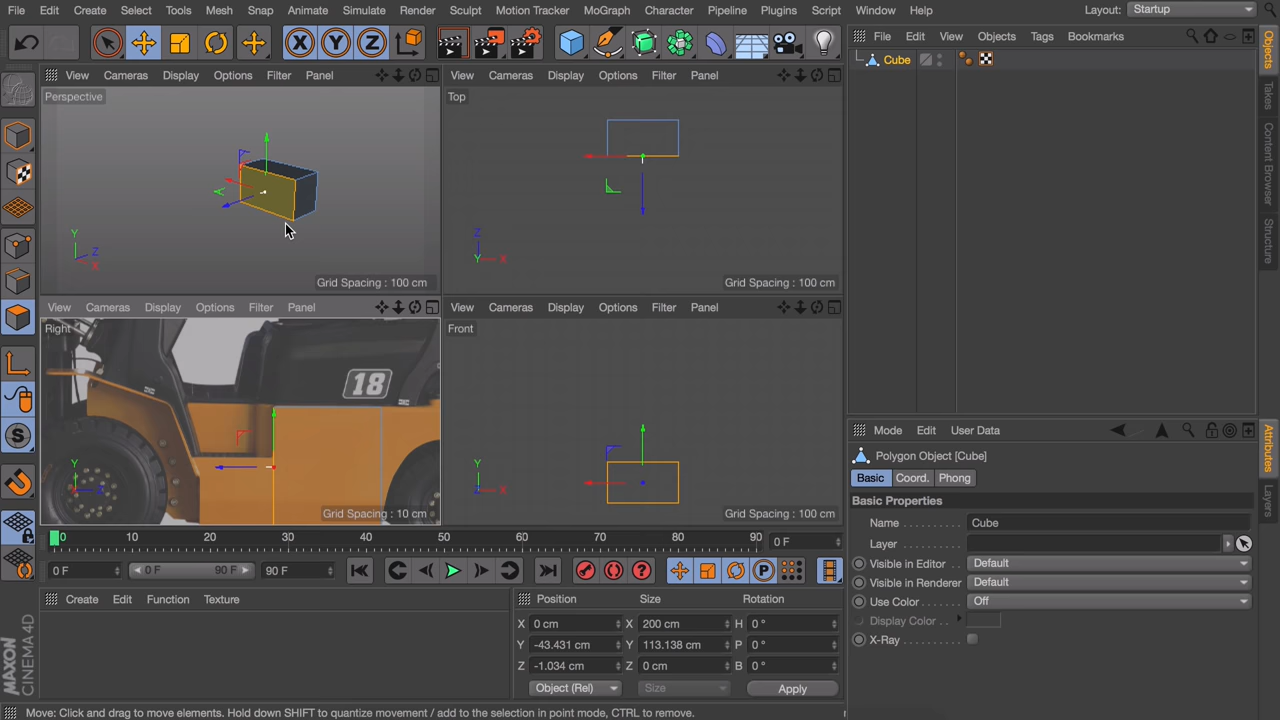 File Edit Create Select Tools Mesh Snap Animate Simulate Render Sculpt Motion Tracker MoGraph Character Pipeline Plugins Script Window Help Layout: Startup
View Cameras Display Options Filter Panel
Perspective
Y
Z
X
Grid Spacing : 100 cm
View Cameras Display Options Filter Panel
Top
Z
Y X
Grid Spacing : 100 cm
View Cameras Display Options Filter Panel
Right
18
Y
Grid Spacing : 10 cm
View Cameras Display Options Filter Panel
Front
Y
Z X
Grid Spacing : 100 cm
File Edit View Objects Tags Bookmarks
Cube
Objects
Takes
Content Browser
Structure
Mode Edit User Data
Polygon Object [Cube]
Basic Coord. Phong
Basic Properties
Name Cube
Layer
Visible in Editor Default
Visible in Renderer Default
Use Color Off
Display Color
X-Ray
Attributes
Layers
0 10 20 30 40 50 60 70 80 90 0 F
0 F 0 F 90 F 90 F
Create Edit Function Texture
Position Size Rotation
X 0 cm X 200 cm H 0 °
Y -43.431 cm Y 113.138 cm P 0 °
Z -1.034 cm Z 0 cm B 0 °
Object (Rel) Size Apply
MAXON
CINEMA 4D
Move: Click and drag to move elements. Hold down SHIFT to quantize movement / add to the selection in point mode, CTRL to remove.